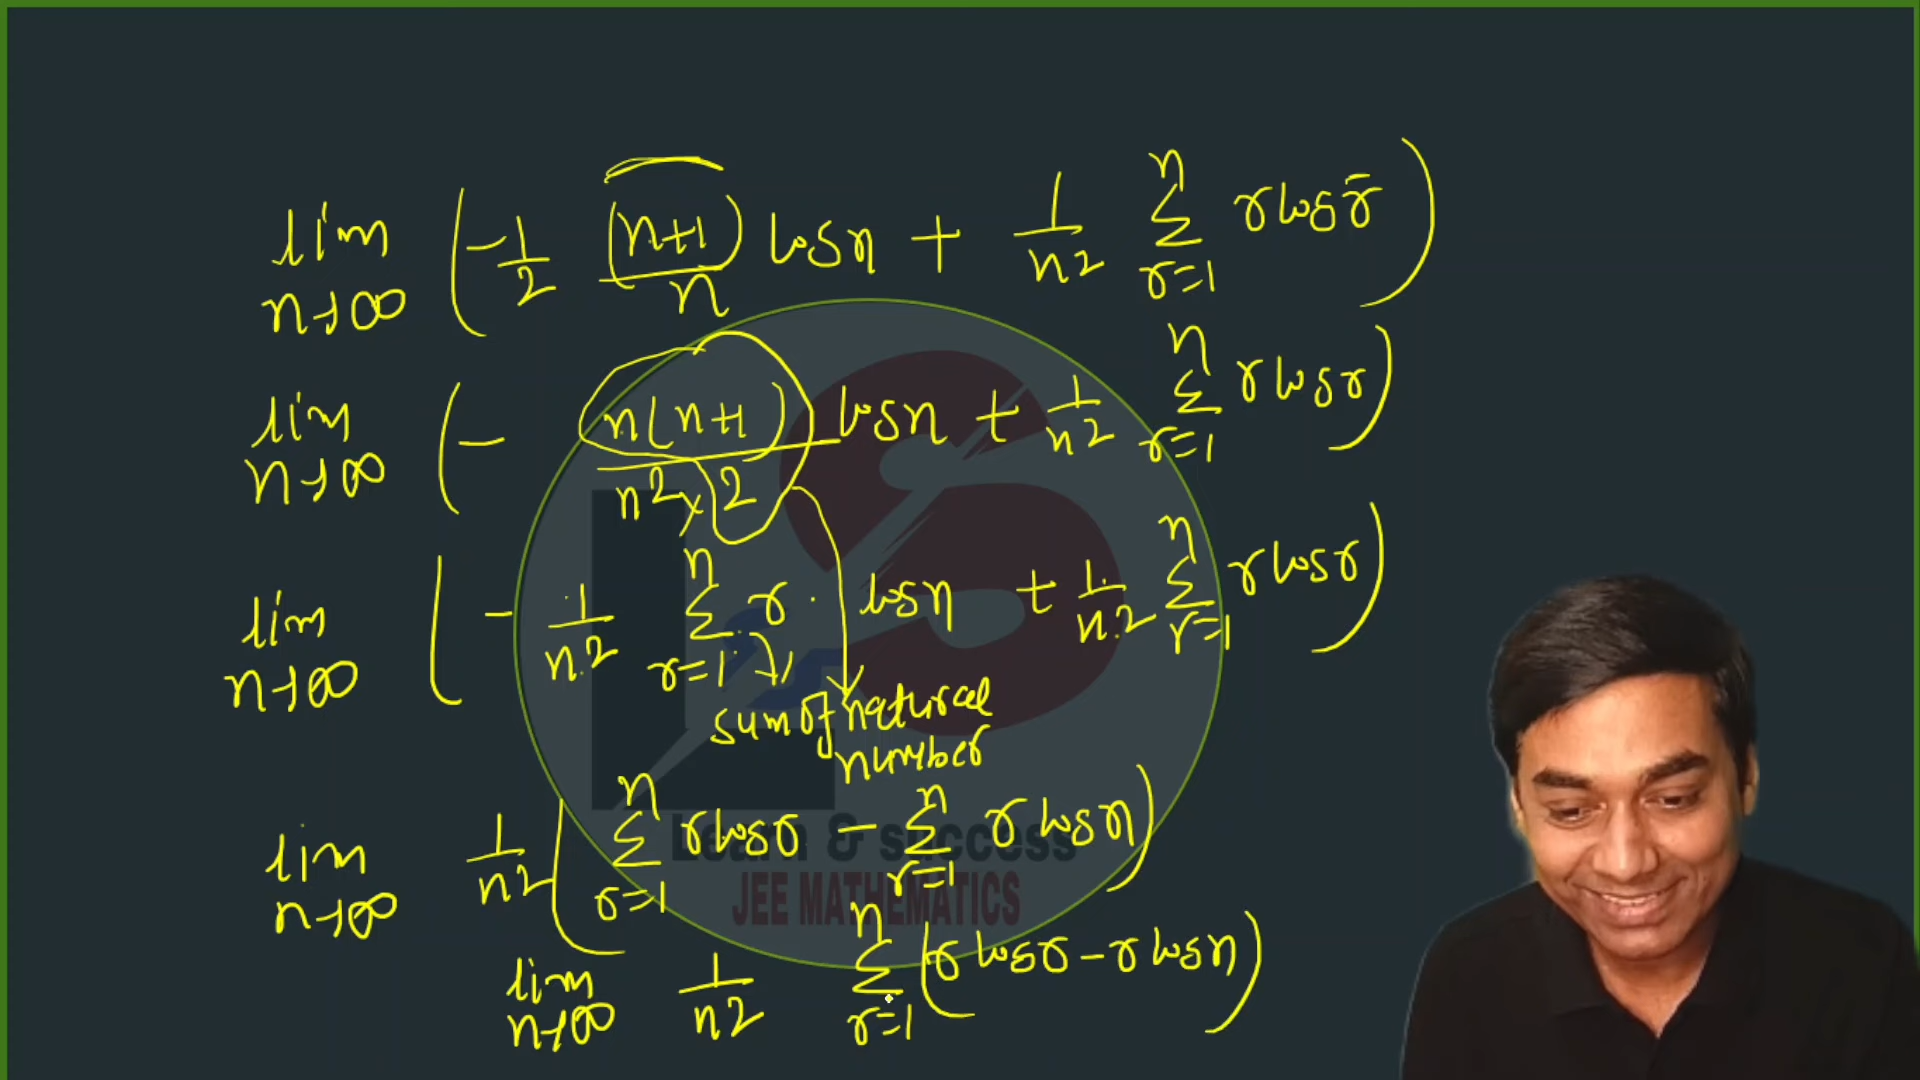 lim n→∞ (-1/2 (n+1)/n log n + 1/n2 n Σ r=1 r log r)
lim n→∞ (- n(n+1)/n2×2 log n + 1/n2 n Σ r=1 r log r)
lim n→∞ (- 1/n2 n Σ r=1 r · log n + 1/n2 n Σ r=1 r log r)
sum of natural
number
lim n→∞ 1/n2 (n Σ r=1 r log r - n Σ r=1 r log n)
Learn & success
JEE MATHEMATICS
lim n→∞ 1/n2 n Σ r=1 (r log r - r log n)